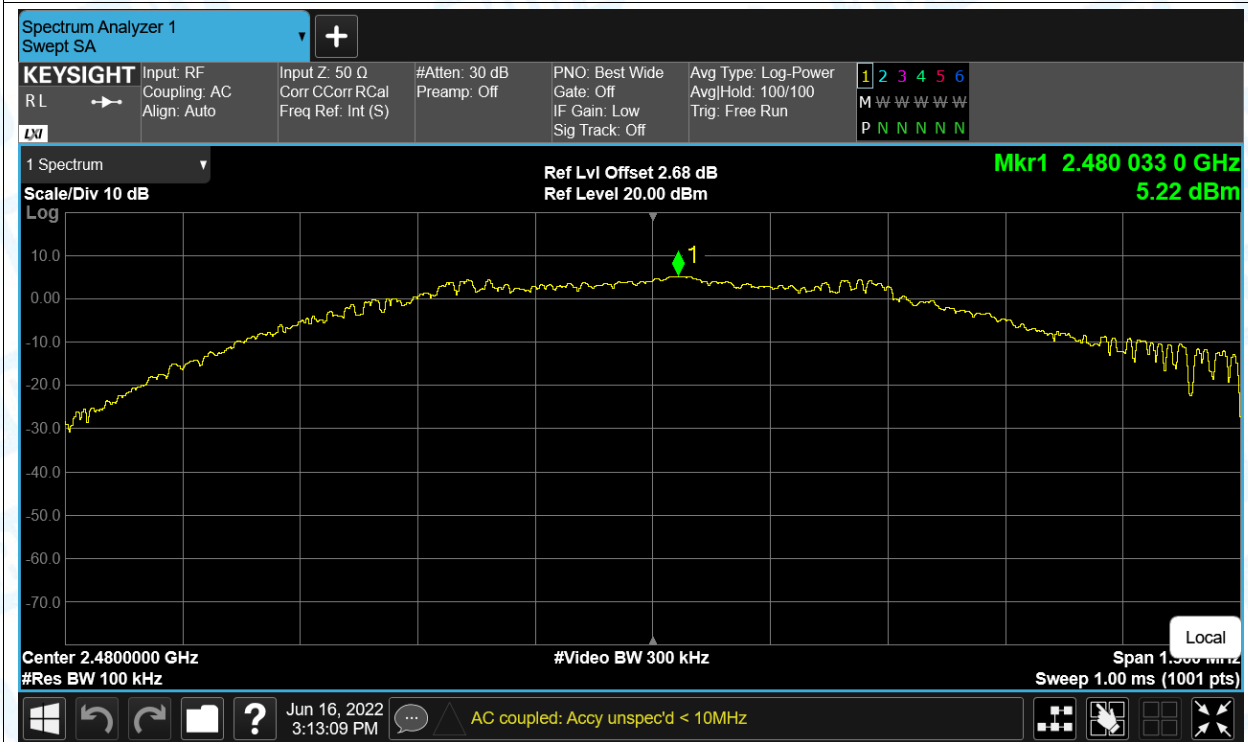 Spectrum Analyzer 1
Swept SA
KEYSIGHT
R L
LXI
Input: RF
Coupling: AC
Align: Auto
Input Z: 50 Ω
Corr CCorr RCal
Freq Ref: Int (S)
#Atten: 30 dB
Preamp: Off
PNO: Best Wide
Gate: Off
IF Gain: Low
Sig Track: Off
Avg Type: Log-Power
Avg|Hold: 100/100
Trig: Free Run
1 2 3 4 5 6
M W W W W W
P N N N N N
1 Spectrum
Scale/Div 10 dB
Log
Ref Lvl Offset 2.68 dB
Ref Level 20.00 dBm
Mkr1 2.480 033 0 GHz
5.22 dBm
1
10.0
0.00
-10.0
-20.0
-30.0
-40.0
-50.0
-60.0
-70.0
Local
Center 2.4800000 GHz
#Video BW 300 kHz
Span
#Res BW 100 kHz
Sweep 1.00 ms (1001 pts)
?
Jun 16, 2022
3:13:09 PM
AC coupled: Accy unspec'd < 10MHz